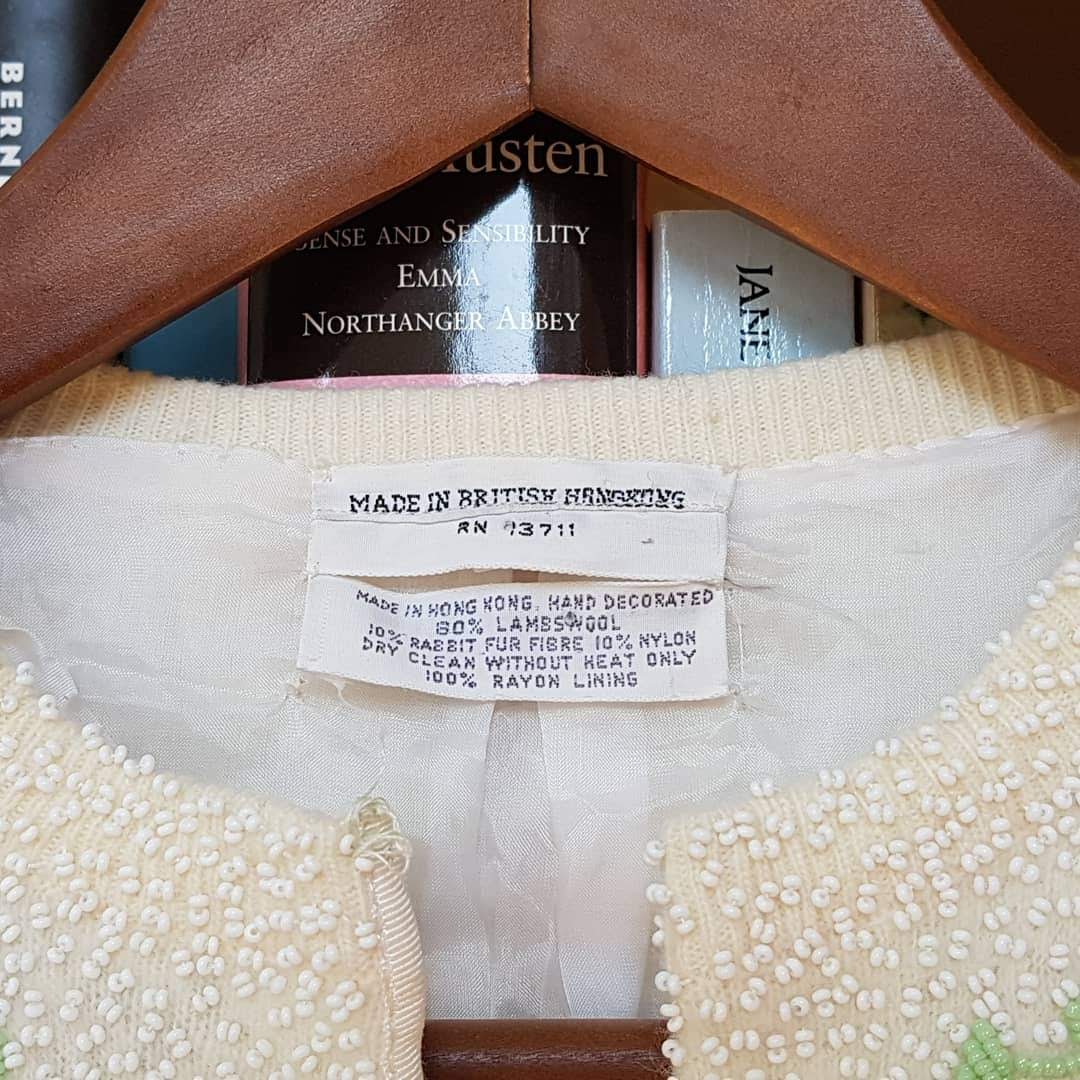 BERN
Austen
SENSE AND SENSIBILITY
EMMA
NORTHANGER ABBEY
JANE
MADE IN BRITISH HONGKONG
RN 13711
MADE IN HONG KONG. HAND DECORATED
80% LAMBSWOOL
10% RABBIT FUR FIBRE 10% NYLON
DRY CLEAN WITHOUT HEAT ONLY
100% RAYON LINING